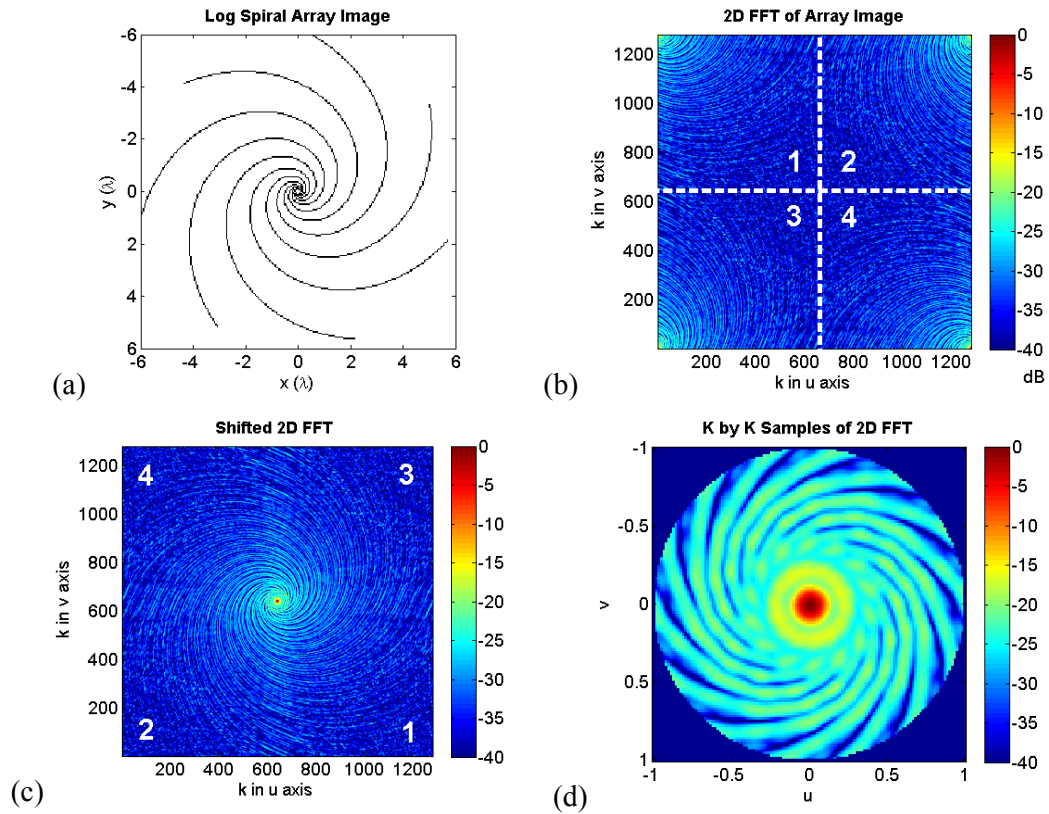 Log Spiral Array Image
-6
-4
-2
0
2
4
6
y (λ)
-6 -4 -2 0 2 4 6
x (λ)
(a)
2D FFT of Array Image
1200
1000
800
600
400
200
k in v axis
1 2
3 4
200 400 600 800 1000 1200
k in u axis
0
-5
-10
-15
-20
-25
-30
-35
-40
dB
(b)
Shifted 2D FFT
1200
1000
800
600
400
200
k in v axis
4 3
2 1
200 400 600 800 1000 1200
k in u axis
0
-5
-10
-15
-20
-25
-30
-35
-40
(c)
K by K Samples of 2D FFT
-1
-0.5
0
0.5
1
v
-1 -0.5 0 0.5 1
u
0
-5
-10
-15
-20
-25
-30
-35
-40
(d)